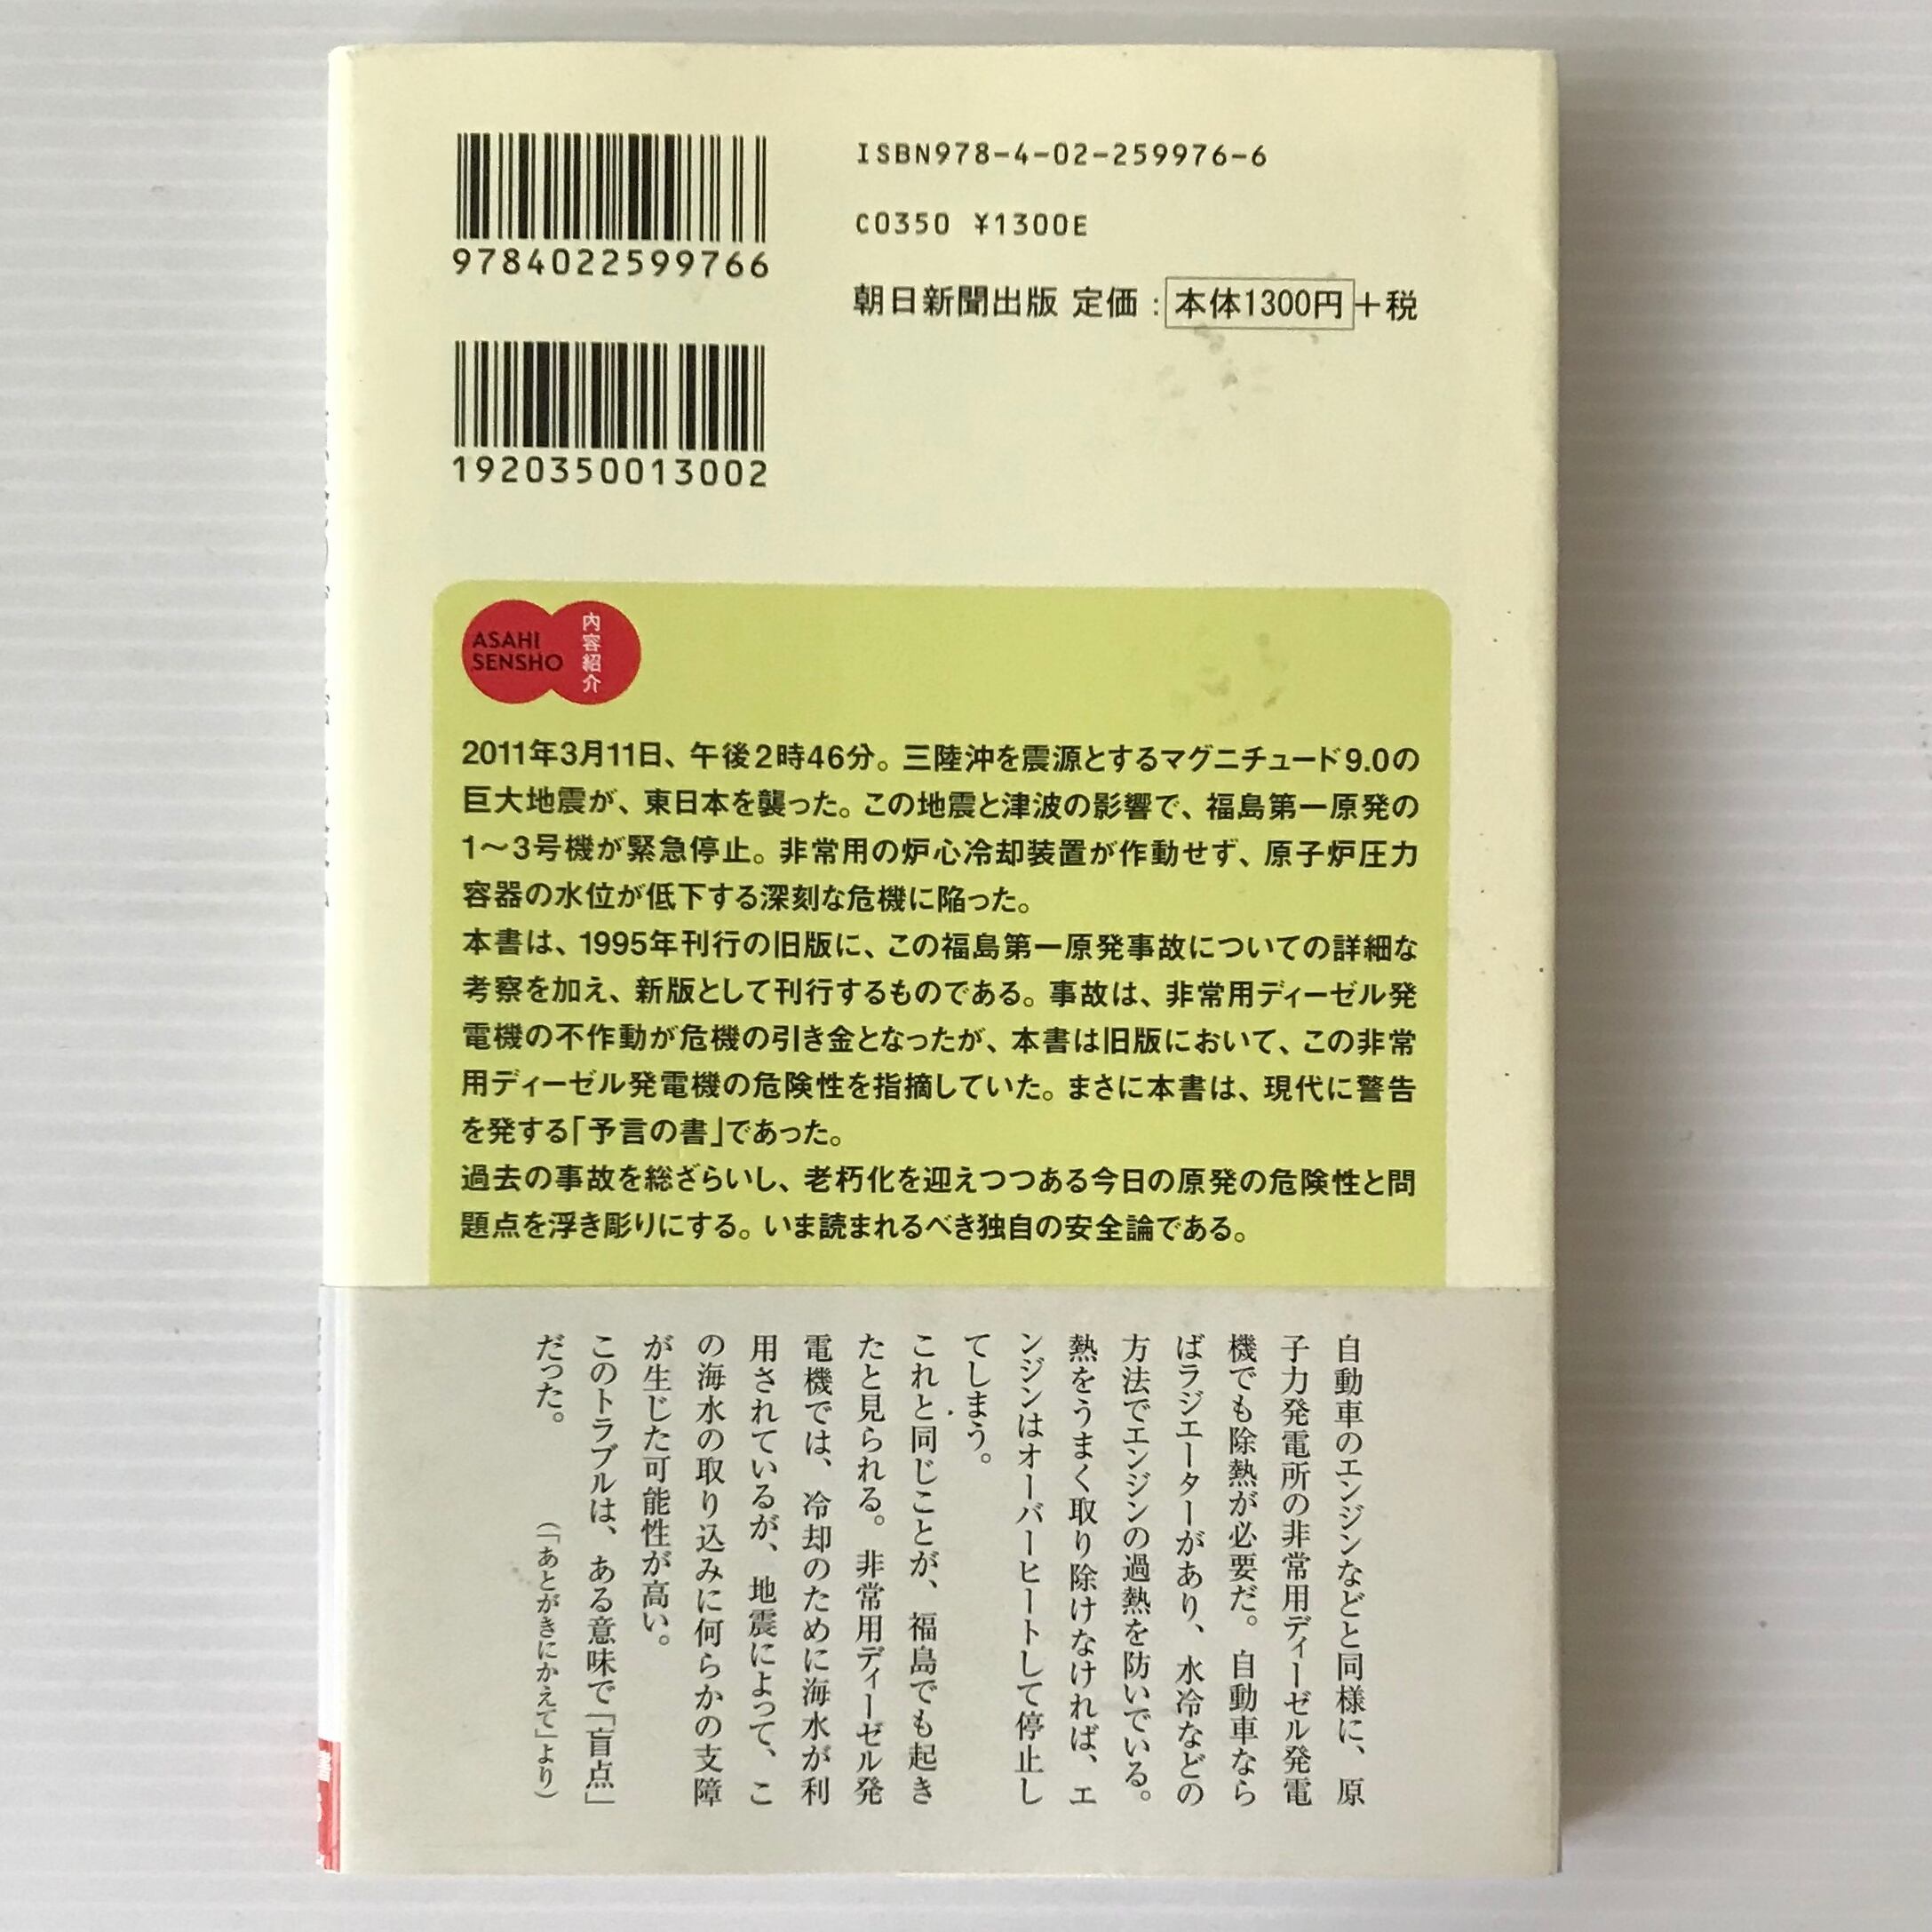 9784022599766
ISBN978-4-02-259976-6
C0350 ¥1300E
朝日新聞出版 定価：本体1300円＋税
1920350013002
ASAHI
SENSHO
内容紹介
2011年3月11日、午後2時46分。三陸沖を震源とするマグニチュード9.0の
巨大地震が、東日本を襲った。この地震と津波の影響で、福島第一原発の
1～3号機が緊急停止。非常用の炉心冷却装置が作動せず、原子炉圧力
容器の水位が低下する深刻な危機に陥った。
本書は、1995年刊行の旧版に、この福島第一原発事故についての詳細な
考察を加え、新版として刊行するものである。事故は、非常用ディーゼル発
電機の不作動が危機の引き金となったが、本書は旧版において、この非常
用ディーゼル発電機の危険性を指摘していた。まさに本書は、現代に警告
を発する「予言の書」であった。
過去の事故を総ざらいし、老朽化を迎えつつある今日の原発の危険性と問
題点を浮き彫りにする。いま読まれるべき独自の安全論である。
自動車のエンジンなどと同様に、原
子力発電所の非常用ディーゼル発電
機でも除熱が必要だ。自動車なら
ばラジエーターがあり、水冷などの
方法でエンジンの過熱を防いでいる。
熱をうまく取り除けなければ、エ
ンジンはオーバーヒートして停止し
てしまう。
これと同じことが、福島でも起き
たと見られる。非常用ディーゼル発
電機では、冷却のために海水が利
用されているが、地震によって、こ
の海水の取り込みに何らかの支障
が生じた可能性が高い。
このトラブルは、ある意味で「盲点」
だった。
（「あとがきにかえて」より）